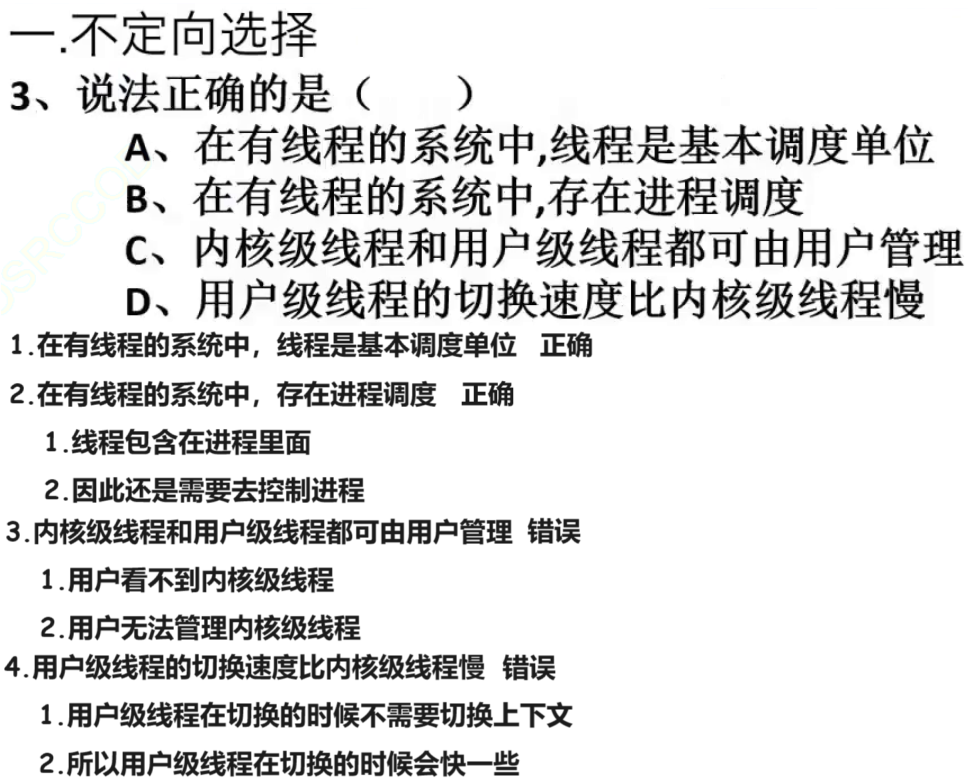 一.不定向选择
3、说法正确的是（　　）
A、在有线程的系统中,线程是基本调度单位
B、在有线程的系统中,存在进程调度
C、内核级线程和用户级线程都可由用户管理
D、用户级线程的切换速度比内核级线程慢
1.在有线程的系统中，线程是基本调度单位 正确
2.在有线程的系统中，存在进程调度 正确
1.线程包含在进程里面
2.因此还是需要去控制进程
3.内核级线程和用户级线程都可由用户管理 错误
1.用户看不到内核级线程
2.用户无法管理内核级线程
4.用户级线程的切换速度比内核级线程慢 错误
1.用户级线程在切换的时候不需要切换上下文
2.所以用户级线程在切换的时候会快一些